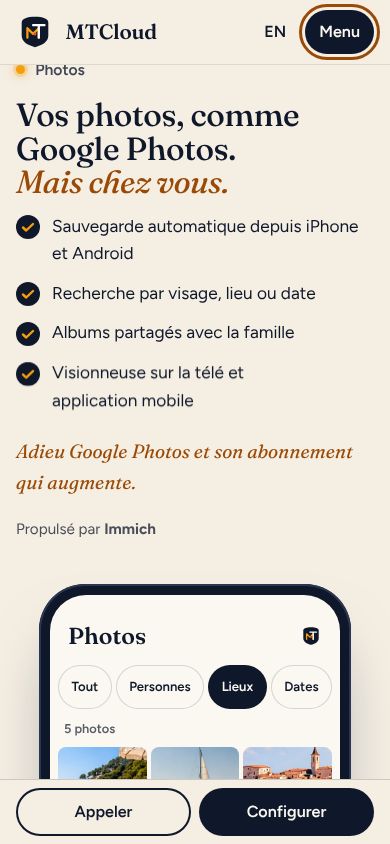 MTCloud
EN
Menu
Photos
Vos photos, comme
Google Photos.
Mais chez vous.
Sauvegarde automatique depuis iPhone
et Android
Recherche par visage, lieu ou date
Albums partagés avec la famille
Visionneuse sur la télé et
application mobile
Adieu Google Photos et son abonnement
qui augmente.
Propulsé par Immich
Photos
MT
Tout
Personnes
Lieux
Dates
5 photos
Appeler
Configurer